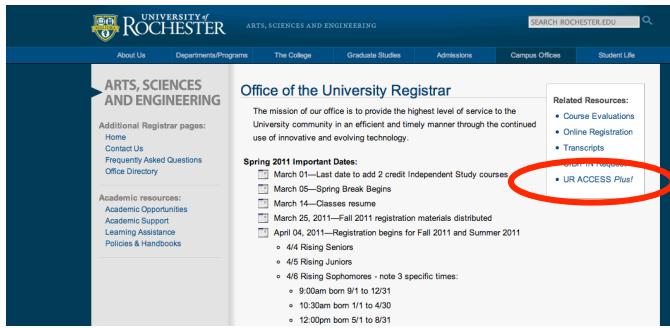 UNIVERSITY of
ROCHESTER
ARTS, SCIENCES AND ENGINEERING
SEARCH ROCHESTER.EDU
About Us Departments/Programs The College Graduate Studies Admissions Campus Offices Student Life
ARTS, SCIENCES
AND ENGINEERING
Additional Registrar pages:
Home
Contact Us
Frequently Asked Questions
Office Directory
Academic resources:
Academic Opportunities
Academic Support
Learning Assistance
Policies & Handbooks
Office of the University Registrar
The mission of our office is to provide the highest level of service to the
University community in an efficient and timely manner through the continued
use of innovative and evolving technology.
Spring 2011 Important Dates:
March 01—Last date to add 2 credit Independent Study courses
March 05—Spring Break Begins
March 14—Classes resume
March 25, 2011—Fall 2011 registration materials distributed
April 04, 2011—Registration begins for Fall 2011 and Summer 2011
4/4 Rising Seniors
4/5 Rising Juniors
4/6 Rising Sophomores - note 3 specific times:
9:00am born 9/1 to 12/31
10:30am born 1/1 to 4/30
12:00pm born 5/1 to 8/31
Related Resources:
Course Evaluations
Online Registration
Transcripts
UR ACCESS Plus!